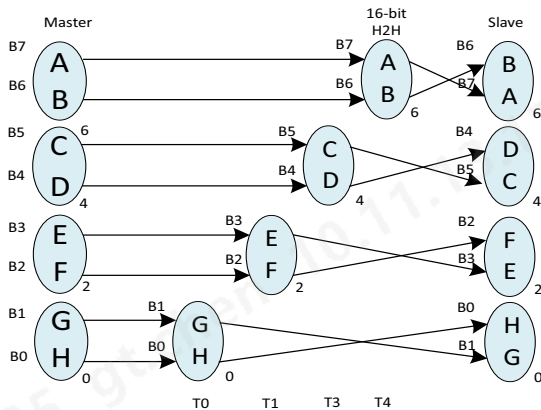 Master 16-bit H2H Slave
B7 A B7 A B6 B
B6 B B6 B 6 B7 A 6
B5 C 6 B5 C B4 D
B4 D 4 B4 D 4 B5 C 4
B3 E B3 E B2 F
B2 F 2 B2 F 2 B3 E 2
B1 G B1 G B0 H
B0 H 0 B0 H 0 B1 G 0
T0 T1 T3 T4